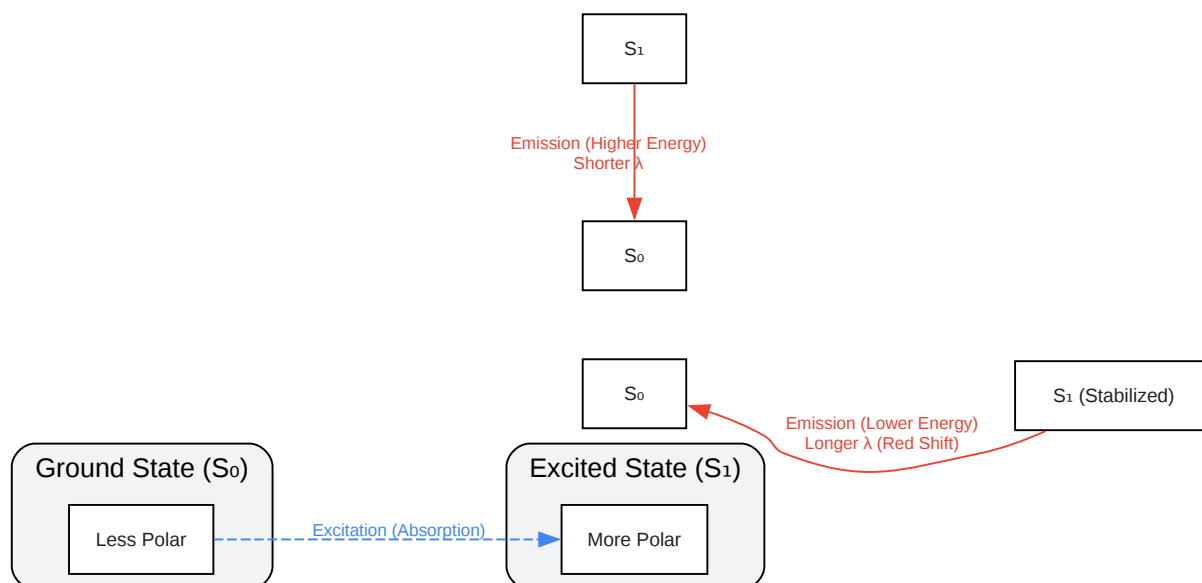 S₁
Emission (Higher Energy)
Shorter λ
S₀
S₀
S₁ (Stabilized)
Emission (Lower Energy)
Longer λ (Red Shift)
Ground State (S₀)
Excited State (S₁)
Less Polar
Excitation (Absorption)
More Polar